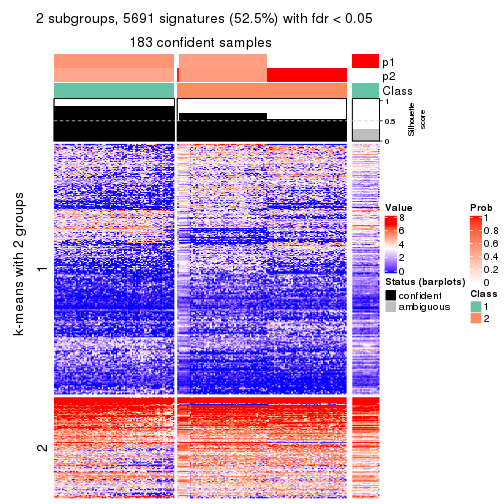 2 subgroups, 5691 signatures (52.5%) with fdr < 0.05
183 confident samples
p1
p2
Class
1
0.5
0
Silhouette
score
k-means with 2 groups
1
2
Value
8
6
4
2
0
Prob
1
0.8
0.6
0.4
0.2
0
Status (barplots)
confident
ambiguous
Class
1
2